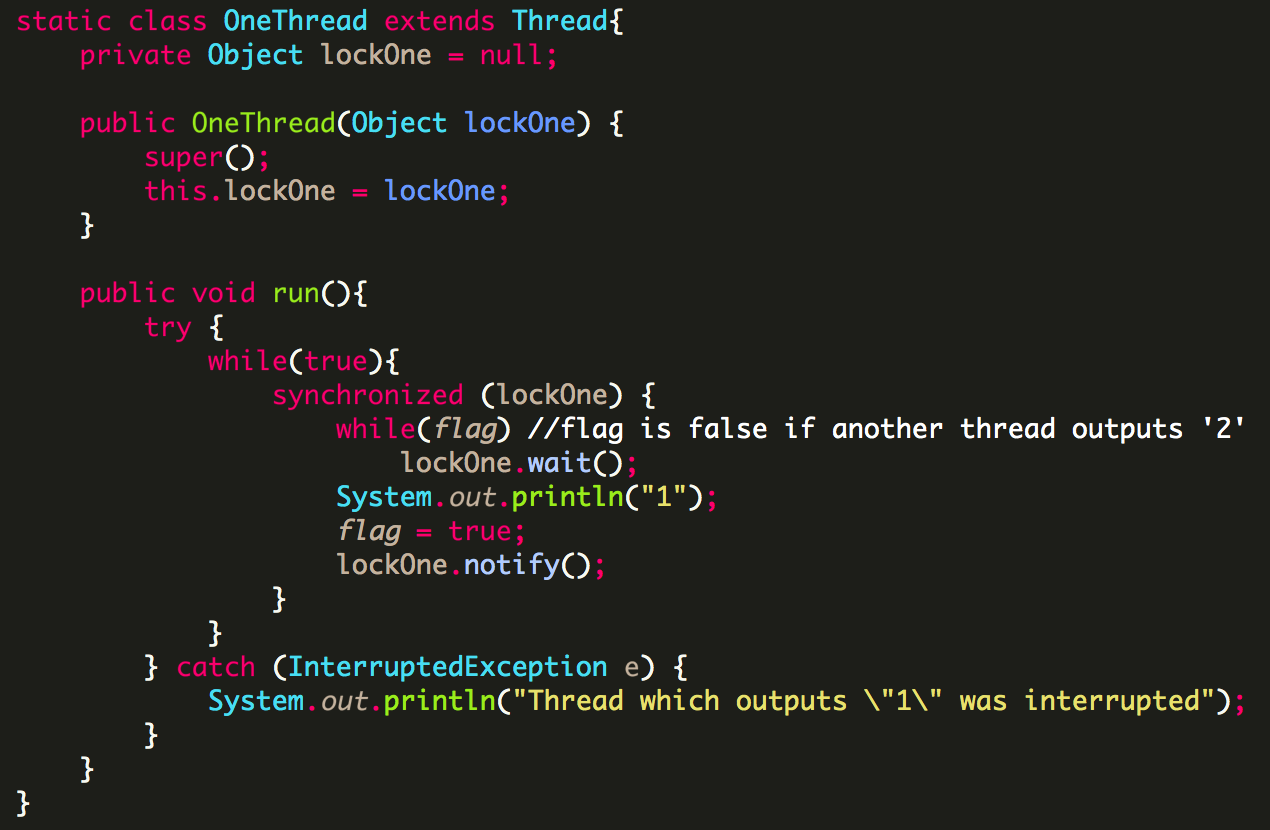 static class OneThread extends Thread{
    private Object lockOne = null;

    public OneThread(Object lockOne) {
        super();
        this.lockOne = lockOne;
    }

    public void run(){
        try {
            while(true){
                synchronized (lockOne) {
                    while(flag) //flag is false if another thread outputs '2'
                        lockOne.wait();
                    System.out.println("1");
                    flag = true;
                    lockOne.notify();
                }
            }
        } catch (InterruptedException e) {
            System.out.println("Thread which outputs \"1\" was interrupted");
        }
    }
}